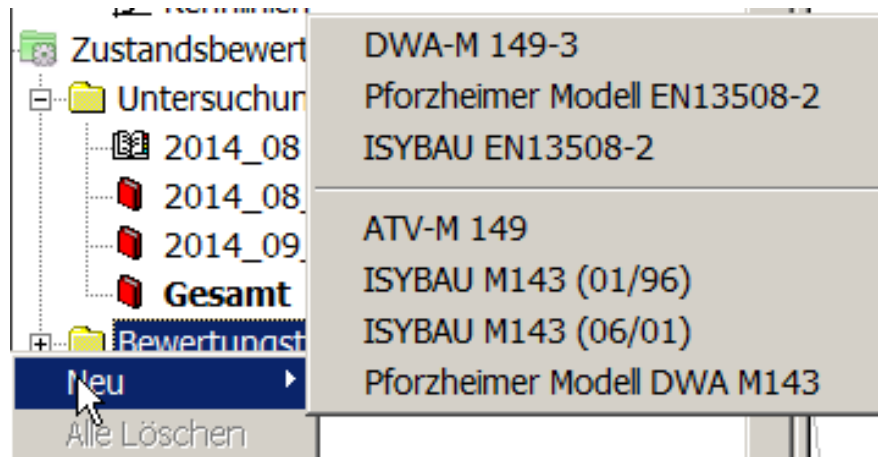 Zustandsbewert
Untersuchun
2014_08
2014_08_
2014_09_
Gesamt
Bewertungst
Neu
Alle Löschen
DWA-M 149-3
Pforzheimer Modell EN13508-2
ISYBAU EN13508-2
ATV-M 149
ISYBAU M143 (01/96)
ISYBAU M143 (06/01)
Pforzheimer Modell DWA M143